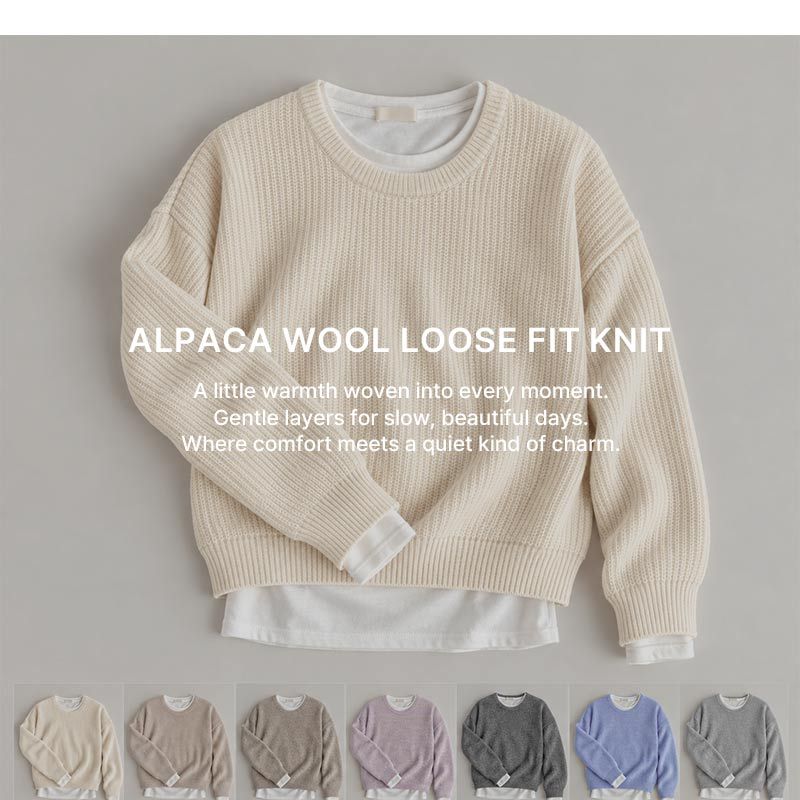 ALPACA WOOL LOOSE FIT KNIT
A little warmth woven into every moment.
Gentle layers for slow, beautiful days.
Where comfort meets a quiet kind of charm.